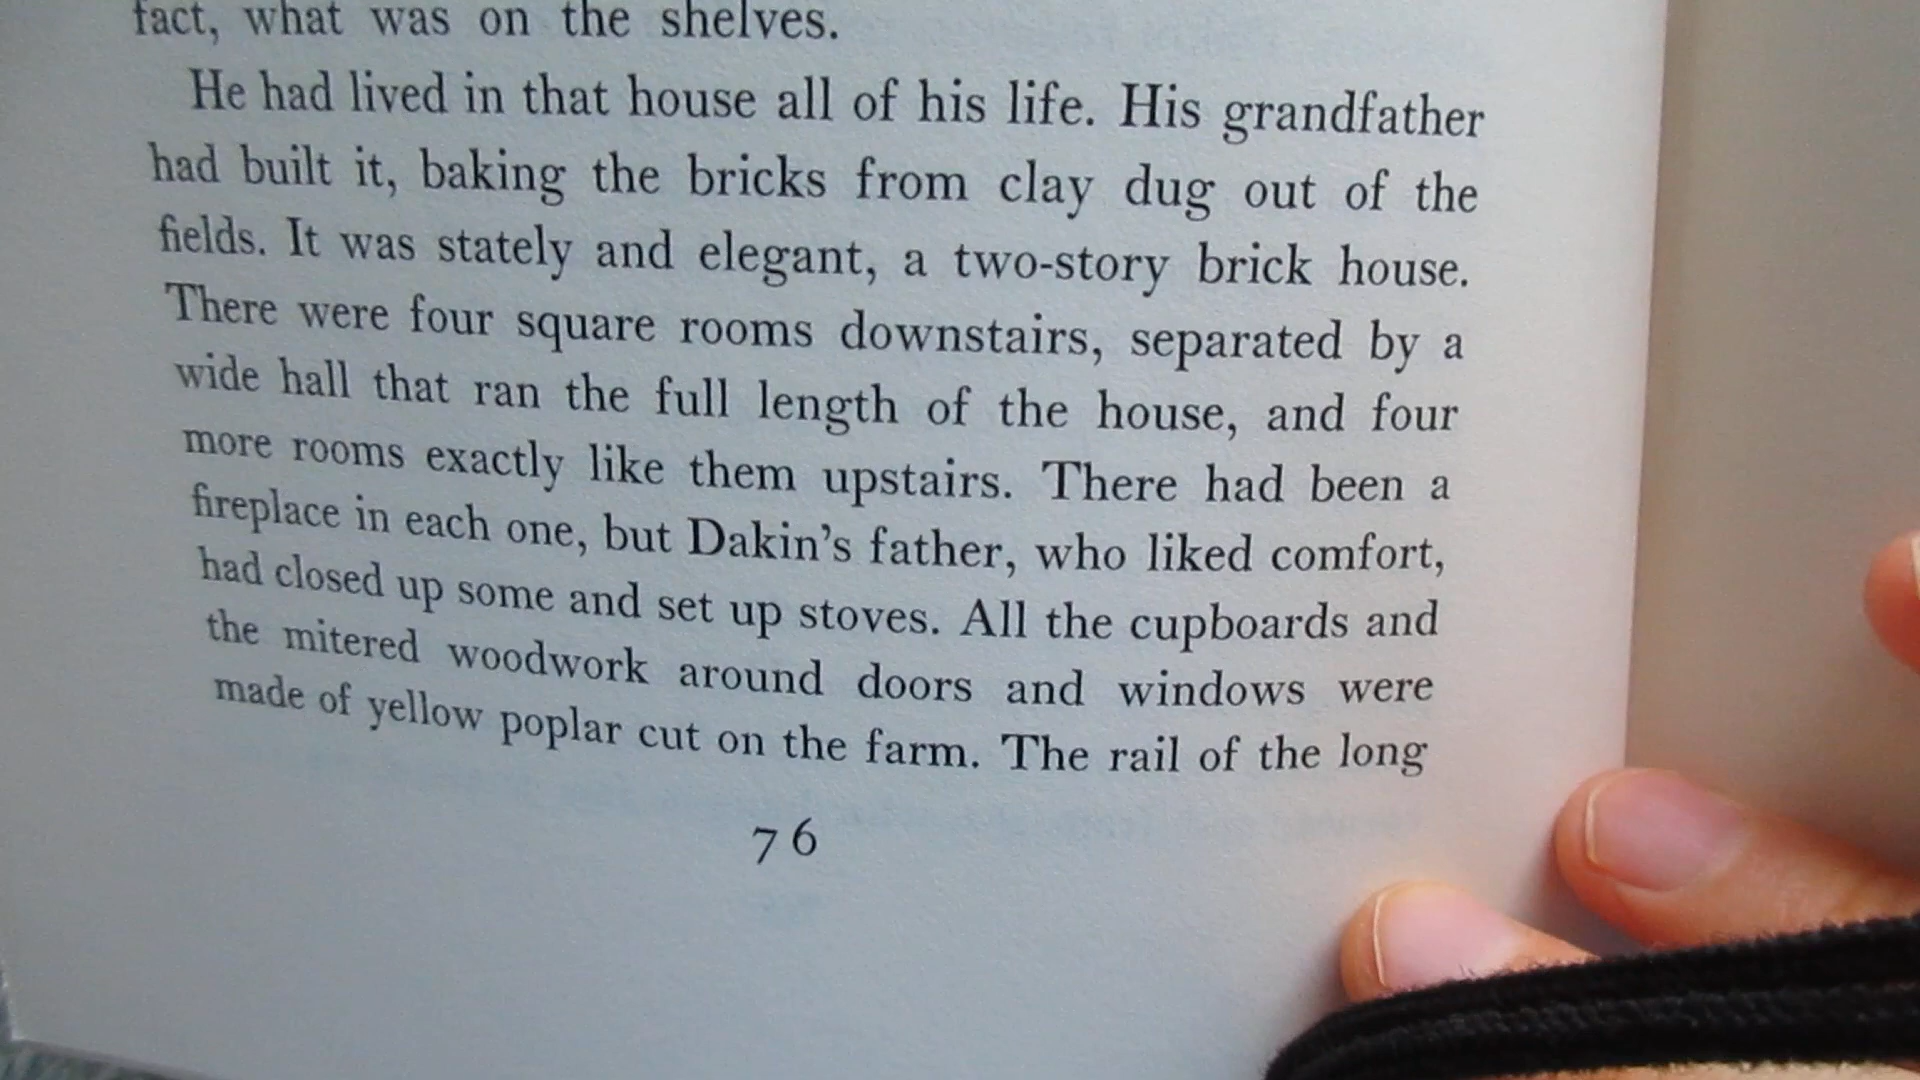 fact, what was on the shelves.
He had lived in that house all of his life. His grandfather
had built it, baking the bricks from clay dug out of the
fields. It was stately and elegant, a two-story brick house.
There were four square rooms downstairs, separated by a
wide hall that ran the full length of the house, and four
more rooms exactly like them upstairs. There had been a
fireplace in each one, but Dakin's father, who liked comfort,
had closed up some and set up stoves. All the cupboards and
the mitered woodwork around doors and windows were
made of yellow poplar cut on the farm. The rail of the long
76